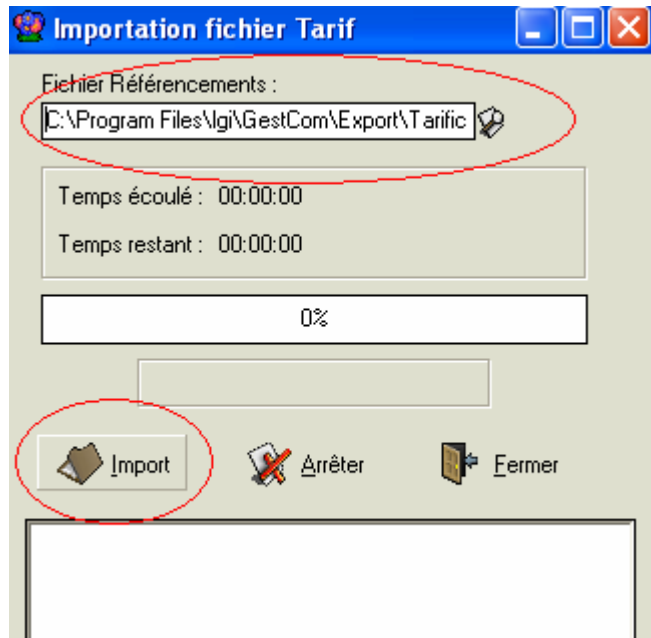 Importation fichier Tarif
Fichier Référencements :
C:\Program Files\Igi\GestCom\Export\Tarific
Temps écoulé : 00:00:00
Temps restant : 00:00:00
0%
Import Arrêter Fermer